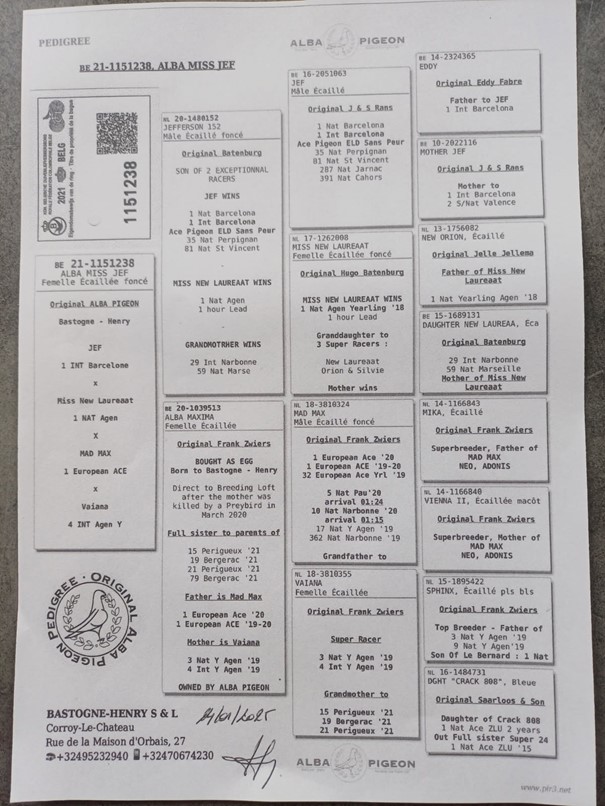 PEDIGREE
ALBA PIGEON
BE 21-1151238, ALBA MISS JEF
2021 BELG
1151238
BE 21-1151238
ALBA MISS JEF
Femelle Écaillée foncé
Original ALBA PIGEON
Bastogne - Henry
JEF
1 INT Barcelone
x
Miss New Laureaat
1 NAT Agen
X
MAD MAX
1 European ACE
x
Vaiana
4 INT Agen Y
NL 20-1480152
JEFFERSON 152
Mâle Écaillé foncé
Original Batenburg
SON OF 2 EXCEPTIONNAL
RACERS
JEF WINS
1 Nat Barcelona
1 Int Barcelona
Ace Pigeon ELD Sans Peur
35 Nat Perpignan
81 Nat St Vincent
MISS NEW LAUREAAT WINS
1 Nat Agen
1 hour Lead
GRANDMOTRHER WINS
29 Int Narbonne
59 Nat Marse
BE 20-1039513
ALBA MAXIMA
Femelle Écaillée
Original Frank Zwiers
BOUGHT AS EGG
Born to Bastogne - Henry
Direct to Breeding Loft
after the mother was
killed by a Preybird in
March 2020
Full sister to parents of
15 Perigueux '21
19 Bergerac '21
21 Perigueux '21
79 Bergerac '21
Father is Mad Max
1 European Ace '20
1 European ACE '19-20
Mother is Vaiana
3 Nat Y Agen '19
4 Int Y Agen '19
OWNED BY ALBA PIGEON
BE 16-2051063
JEF
Mâle Écaillé
Original J & S Rans
1 Nat Barcelona
1 Int Barcelona
Ace Pigeon ELD Sans Peur
35 Nat Perpignan
81 Nat St Vincent
287 Nat Jarnac
391 Nat Cahors
NL 17-1262008
MISS NEW LAUREAAT
Femelle Écaillée foncé
Original Hugo Batenburg
MISS NEW LAUREAAT WINS
1 Nat Agen Yearling '18
1 hour Lead
Granddaughter to
3 Super Racers :
New Laureaat
Orion & Silvie
Mother wins
NL 18-3810324
MAD MAX
Mâle Écaillé foncé
Original Frank Zwiers
1 European Ace '20
1 European ACE '19-20
32 European Ace Yrl '19
5 Nat Pau'20
arrival 01:24
10 Nat Narbonne '20
arrival 01:15
17 Nat Y Agen '19
362 Nat Narbonne '19
Grandfather to
NL 18-3810355
VAIANA
Femelle Écaillée
Original Frank Zwiers
Super Racer
3 Nat Y Agen '19
4 Int Y Agen '19
Grandmother to
15 Perigueux '21
19 Bergerac '21
21 Perigueux '21
BE 14-2324365
EDDY
Original Eddy Fabre
Father to JEF
1 Int Barcelona
BE 10-2022116
MOTHER JEF
Original J & S Rans
Mother to
1 Int Barcelona
2 S/Nat Valence
NL 13-1756082
NEW ORION, Écaillé
Original Jelle Jellema
Father of Miss New
Laureaat
1 Nat Yearling Agen '18
BE 15-1689131
DAUGHTER NEW LAUREAA, Éca
Original Batenburg
29 Int Narbonne
59 Nat Marseille
Mother of Miss New
Laureaat
NL 14-1166843
MIKA, Écaillé
Original Frank Zwiers
Superbreeder, Father of
MAD MAX
NEO, ADONIS
NL 14-1166840
VIENNA II, Écaillée macôt
Original Frank Zwiers
Superbreeder, Mother of
MAD MAX
NEO, ADONIS
NL 15-1895422
SPHINX, Écaillé pls bls
Original Frank Zwiers
Top Breeder - Father of
3 Nat Y Agen '19
9 Nat Y Agen'19
Son Of Le Bernard : 1 Nat
NL 16-1484731
DGHT "CRACK 808", Bleue
Original Saarloos & Son
Daughter of Crack 808
1 Nat Ace ZLU 2 years
Out Full sister Super 24
1 Nat Ace ZLU '15
PEDIGREE · ORIGINAL ALBA PIGEON
BASTOGNE-HENRY S & L
Corroy-Le-Chateau
Rue de la Maison d'Orbais, 27
☎+32495232940 +32470674230
ALBA PIGEON
www.pir3.net